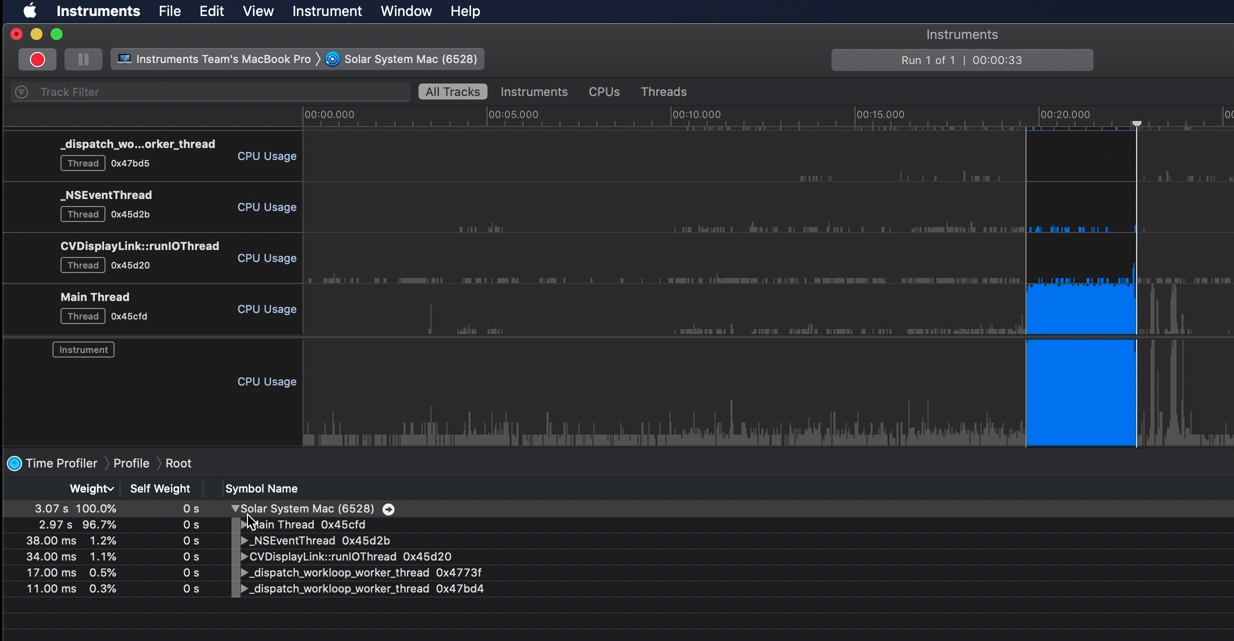 Instruments File Edit View Instrument Window Help
Instruments
Instruments Team's MacBook Pro 〉 Solar System Mac (6528)
Run 1 of 1 | 00:00:33
Track Filter All Tracks Instruments CPUs Threads
00:00.000 00:05.000 00:10.000 00:15.000 00:20.000
_dispatch_wo...orker_thread
CPU Usage
Thread 0x47bd5
_NSEventThread
CPU Usage
Thread 0x45d2b
CVDisplayLink::runIOThread
CPU Usage
Thread 0x45d20
Main Thread
CPU Usage
Thread 0x45cfd
Instrument
CPU Usage
Time Profiler 〉 Profile 〉 Root
Weight Self Weight Symbol Name
3.07 s 100.0% 0 s Solar System Mac (6528)
2.97 s 96.7% 0 s Main Thread 0x45cfd
38.00 ms 1.2% 0 s _NSEventThread 0x45d2b
34.00 ms 1.1% 0 s CVDisplayLink::runIOThread 0x45d20
17.00 ms 0.5% 0 s _dispatch_workloop_worker_thread 0x4773f
11.00 ms 0.3% 0 s _dispatch_workloop_worker_thread 0x47bd4